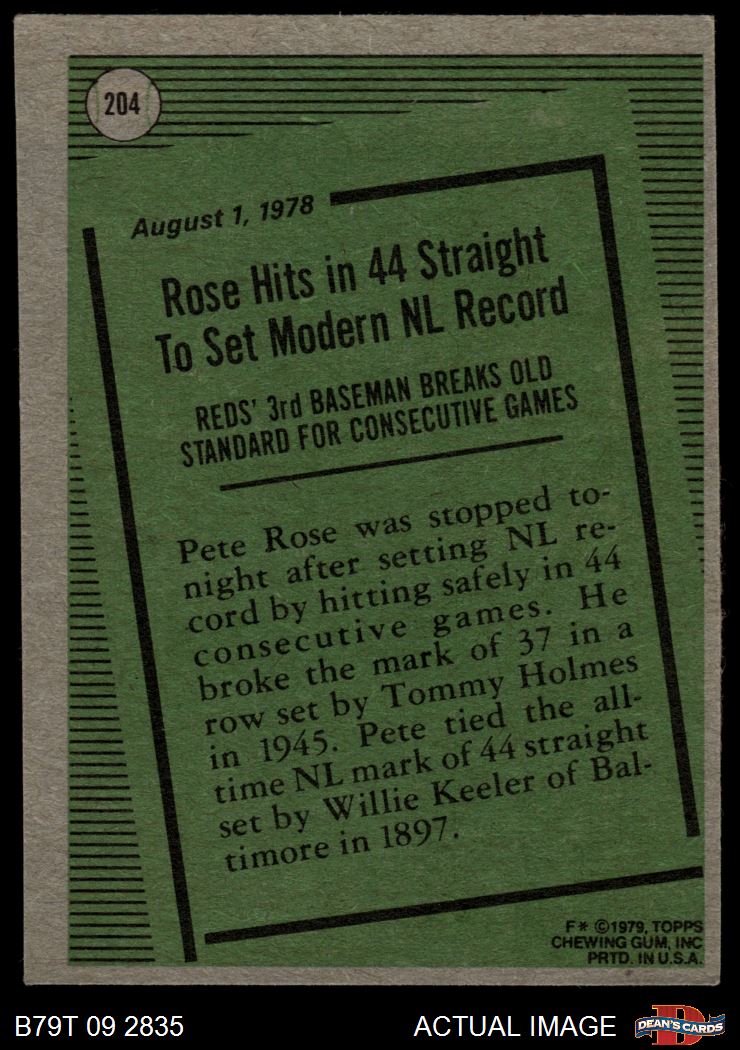 204
August 1, 1978
Rose Hits in 44 Straight
To Set Modern NL Record
REDS' 3rd BASEMAN BREAKS OLD
STANDARD FOR CONSECUTIVE GAMES
Pete Rose was stopped to-
night after setting NL re-
cord by hitting safely in 44
consecutive games. He
broke the mark of 37 in a
row set by Tommy Holmes
in 1945. Pete tied the all-
time NL mark of 44 straight
set by Willie Keeler of Bal-
timore in 1897.
F* ©1979, TOPPS
CHEWING GUM, INC
PRTD. IN U.S.A.
B79T 09 2835
ACTUAL IMAGE
D
DEAN'S CARDS